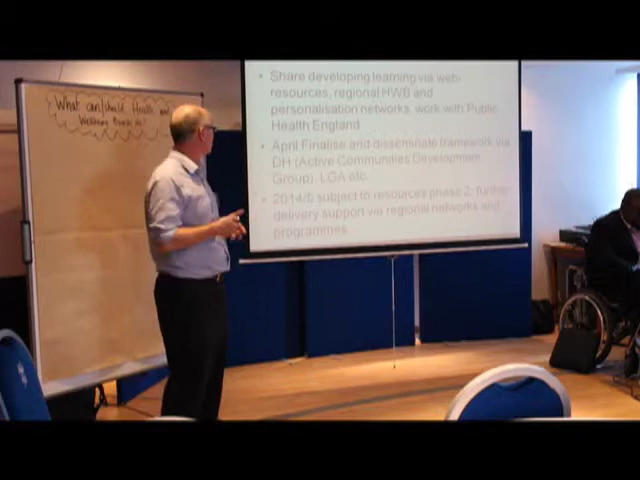 What can/should Health and
Wellbeing Boards do?
• Share developing learning via web-
resources, regional HWB and
personalisation networks, work with Public
Health England
• April Finalise and disseminate framework via
DH (Active Communities Development
Group), LGA etc.
• 2014/5 subject to resources phase 2: further
delivery support via regional networks and
programmes